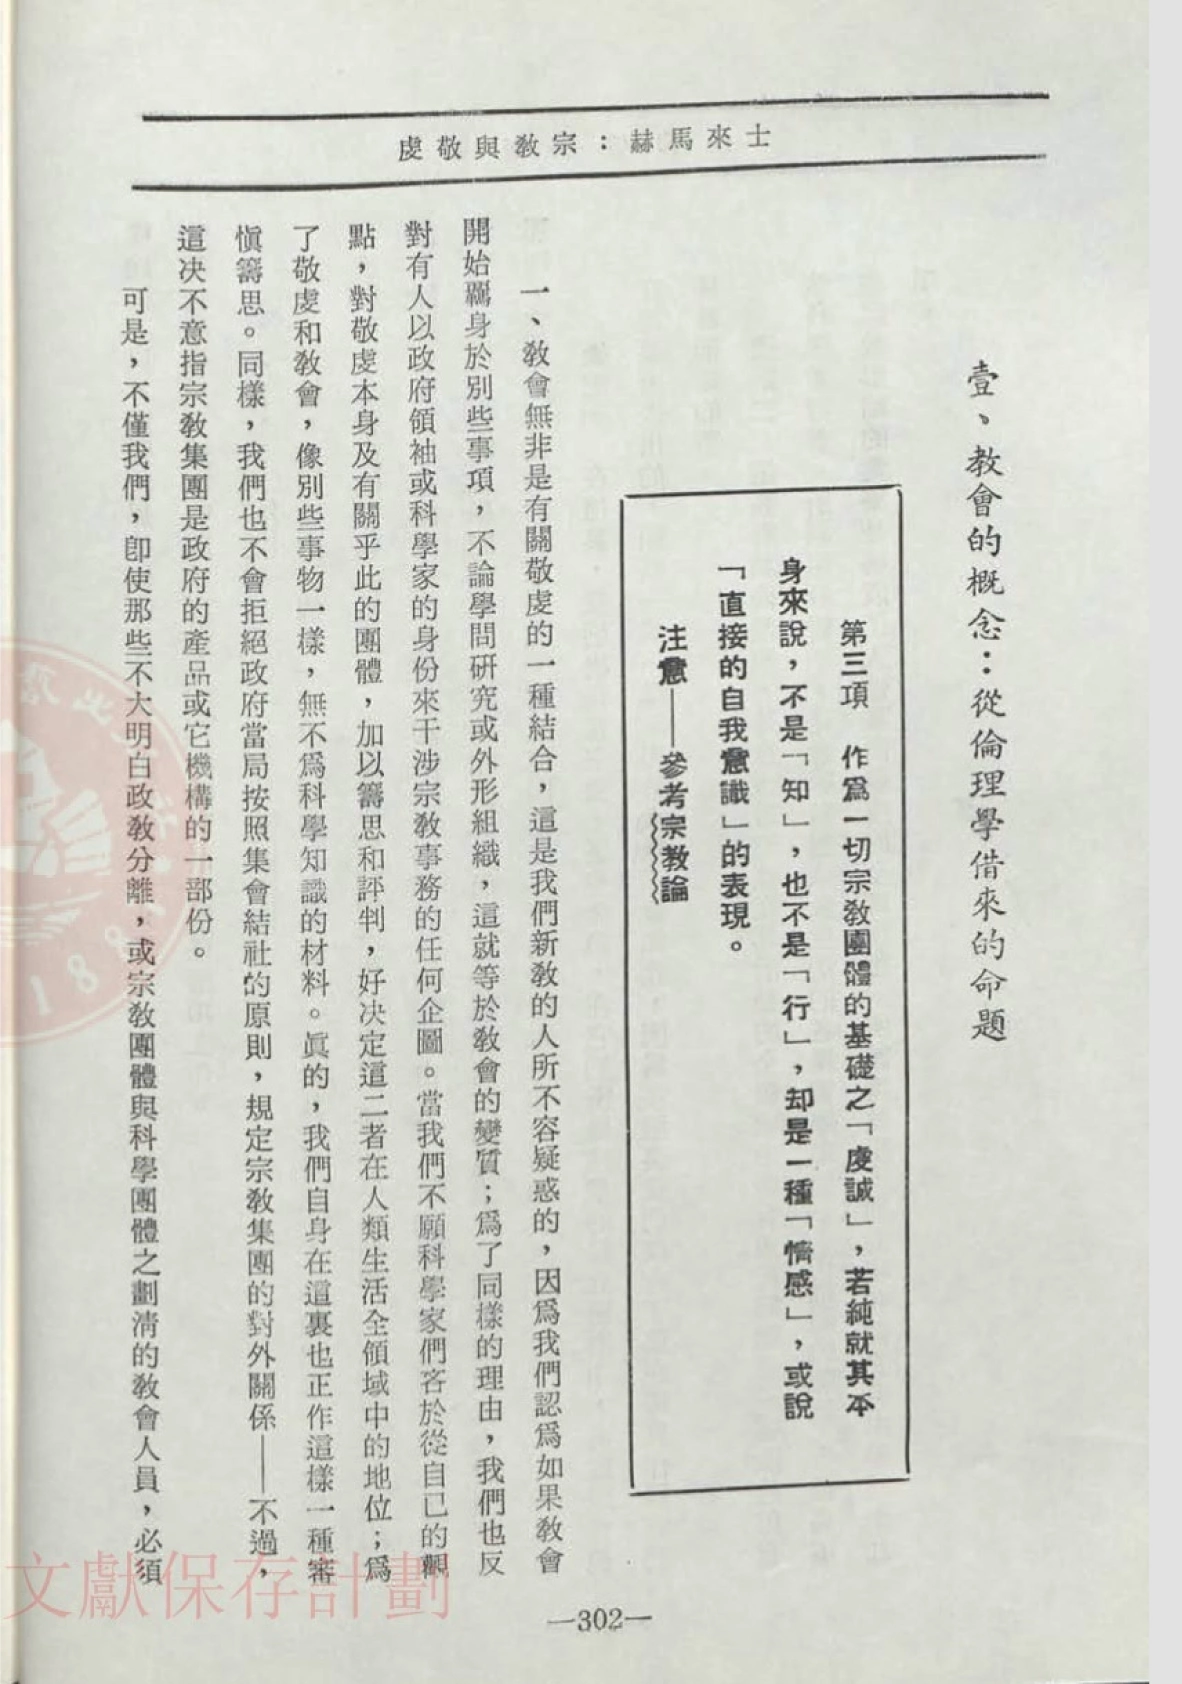 士來馬赫：宗教與敬虔
壹、教會的概念：從倫理學借來的命題
第三項　作爲一切宗教團體的基礎之「虔誠」，若純就其本
身來說，不是「知」，也不是「行」，却是一種「情感」，或說
「直接的自我意識」的表現。
注意——參考宗教論
一、教會無非是有關敬虔的一種結合，這是我們新教的人所不容疑惑的，因爲我們認爲如果教會
開始羈身於別些事項，不論學問研究或外形組織，這就等於教會的變質；爲了同樣的理由，我們也反
對有人以政府領袖或科學家的身份來干涉宗教事務的任何企圖。當我們不願科學家們吝於從自己的觀
點，對敬虔本身及有關乎此的團體，加以籌思和評判，好决定這二者在人類生活全領域中的地位；爲
了敬虔和教會，像別些事物一樣，無不爲科學知識的材料。眞的，我們自身在這裏也正作這樣一種審
愼籌思。同樣，我們也不會拒絕政府當局按照集會結社的原則，規定宗教集團的對外關係——不過，
這决不意指宗教集團是政府的產品或它機構的一部份。
可是，不僅我們，卽使那些不大明白政教分離，或宗教團體與科學團體之劃淸的教會人員，必須
—302—
文獻保存計劃
18